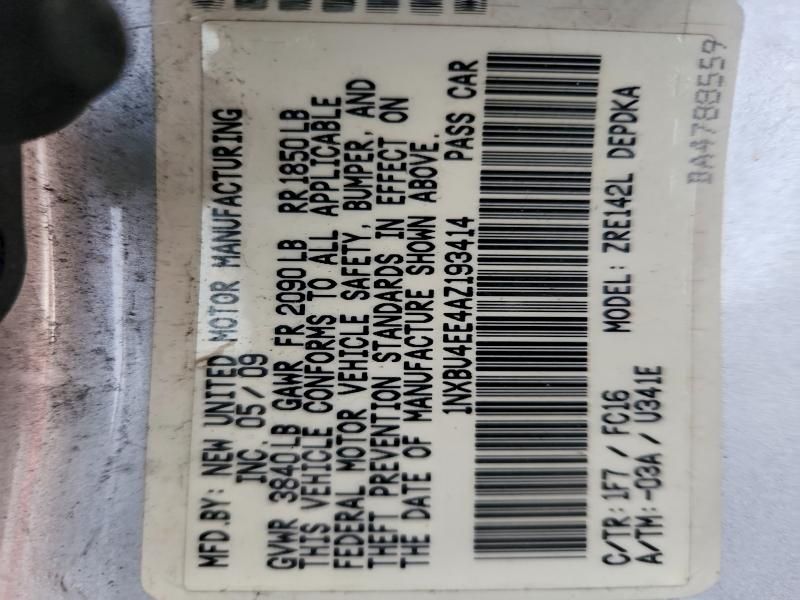 MFD.BY: NEW UNITED MOTOR MANUFACTURING
INC. 05/09
GVWR 3840LB GAWR FR 2090LB RR 1850LB
THIS VEHICLE CONFORMS TO ALL APPLICABLE
FEDERAL MOTOR VEHICLE SAFETY, BUMPER, AND
THEFT PREVENTION STANDARDS IN EFFECT ON
THE DATE OF MANUFACTURE SHOWN ABOVE.
1NXBU4EE4AZ193414 PASS CAR
C/TR: 1F7 / FC16 MODEL: ZRE142L DEPDKA
A/TM:-03A / U341E
BA4788559